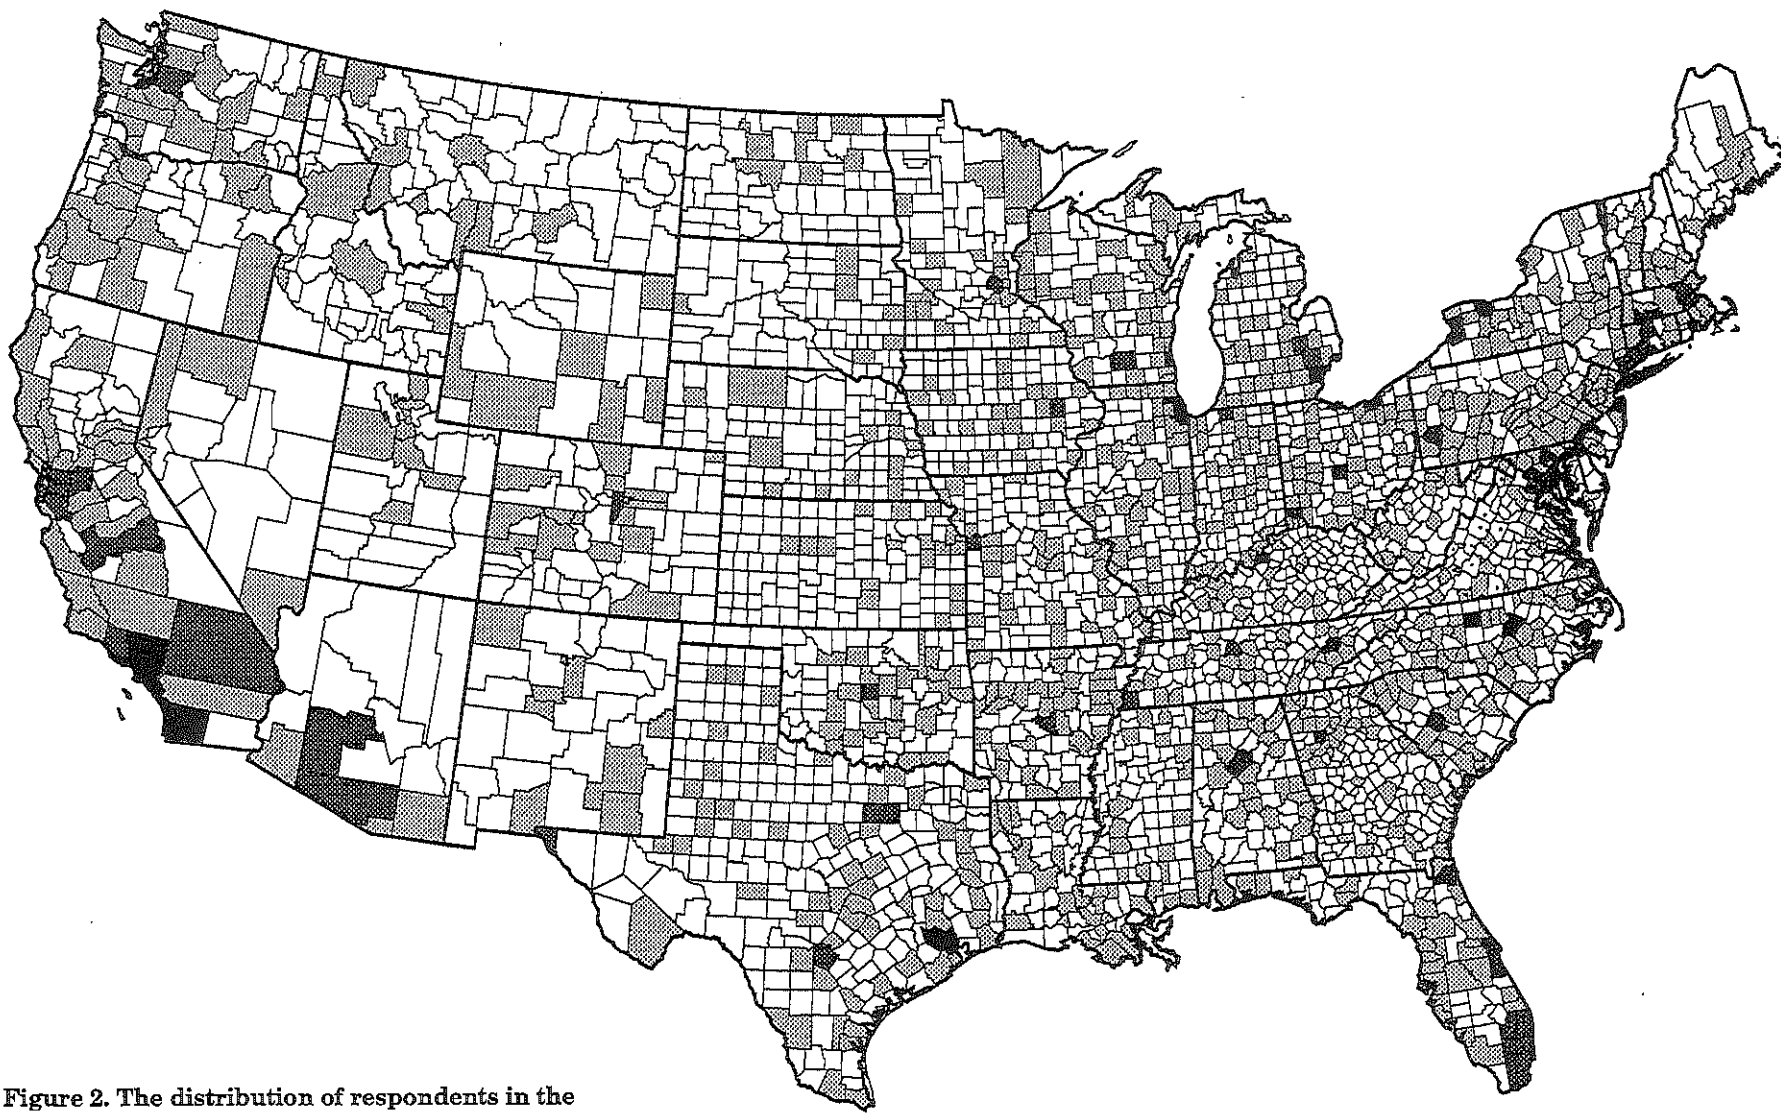 Figure 2. The distribution of respondents in the